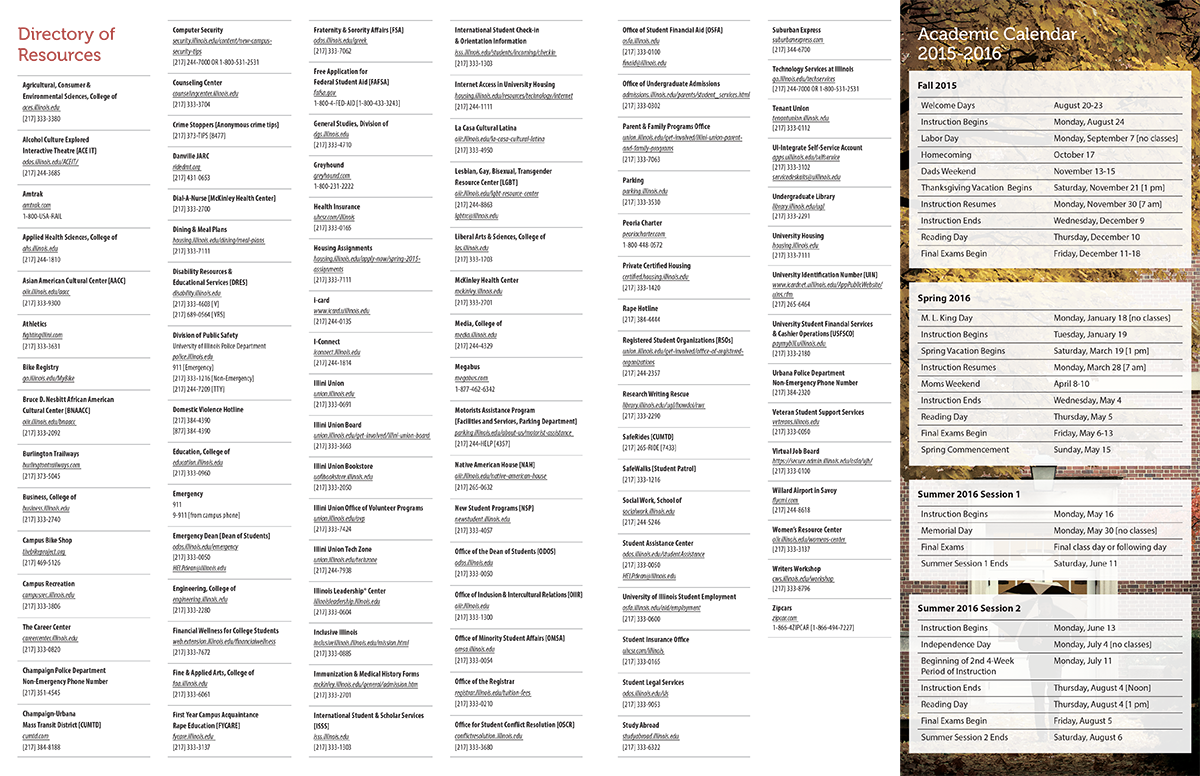 Directory of
Resources
Agricultural, Consumer &
Environmental Sciences, College of
aces.illinois.edu
[217] 333-3380
Alcohol Culture Explored
Interactive Theatre [ACE IT]
odos.illinois.edu/ACEIT/
[217] 244-3685
Amtrak
amtrak.com
1-800-USA-RAIL
Applied Health Sciences, College of
ahs.illinois.edu
[217] 244-1810
Asian American Cultural Center [AACC]
oiir.illinois.edu/aacc
[217] 333-9300
Athletics
fightingillini.com
[217] 333-3631
Bike Registry
go.illinois.edu/MyBike
Bruce D. Nesbitt African American
Cultural Center [BNAACC]
oiir.illinois.edu/bnaacc
[217] 333-2092
Burlington Trailways
burlingtontrailways.com
[217] 373-5045
Business, College of
business.illinois.edu
[217] 333-2740
Campus Bike Shop
thebikeproject.org
[217] 469-5126
Campus Recreation
campusrec.illinois.edu
[217] 333-3806
The Career Center
careercenter.illinois.edu
[217] 333-0820
Champaign Police Department
Non-Emergency Phone Number
[217] 351-4545
Champaign-Urbana
Mass Transit District [CUMTD]
cumtd.com
[217] 384-8188
Computer Security
security.illinois.edu/content/new-campus-
security-tips
[217] 244-7000 OR 1-800-531-2531
Counseling Center
counselingcenter.illinois.edu
[217] 333-3704
Crime Stoppers [Anonymous crime tips]
[217] 373-TIPS [8477]
Danville JARC
ridedmt.org
[217] 431-0653
Dial-A-Nurse [McKinley Health Center]
[217] 333-2700
Dining & Meal Plans
housing.illinois.edu/dining/meal-plans
[217] 333-7111
Disability Resources &
Educational Services [DRES]
disability.illinois.edu
[217] 333-4603 [V]
[217] 689-0564 [VRS]
Division of Public Safety
University of Illinois Police Department
police.illinois.edu
911 [Emergency]
[217] 333-1216 [Non-Emergency]
[217] 244-7209 [TTY]
Domestic Violence Hotline
[217] 384-4390
[877] 384-4390
Education, College of
education.illinois.edu
[217] 333-0960
Emergency
911
9-911 [from campus phone]
Emergency Dean [Dean of Students]
odos.illinois.edu/emergency
[217] 333-0050
HELPdean@illinois.edu
Engineering, College of
engineering.illinois.edu
[217] 333-2280
Financial Wellness for College Students
web.extension.illinois.edu/financialwellness
[217] 333-7672
Fine & Applied Arts, College of
faa.illinois.edu
[217] 333-6061
First Year Campus Acquaintance
Rape Education [FYCARE]
fycare.illinois.edu
[217] 333-3137
Fraternity & Sorority Affairs [FSA]
odos.illinois.edu/greek
[217] 333-7062
Free Application for
Federal Student Aid [FAFSA]
fafsa.gov
1-800-4-FED-AID [1-800-433-3243]
General Studies, Division of
dgs.illinois.edu
[217] 333-4710
Greyhound
greyhound.com
1-800-231-2222
Health Insurance
uhcsr.com/illinois
[217] 333-0165
Housing Assignments
housing.illinois.edu/apply-now/spring-2015-
assignments
[217] 333-7111
I-card
www.icard.uillinois.edu
[217] 244-0135
I-Connect
iconnect.illinois.edu
[217] 244-1814
Illini Union
union.illinois.edu
[217] 333-0691
Illini Union Board
union.illinois.edu/get-involved/illini-union-board
[217] 333-3663
Illini Union Bookstore
uofibookstore.illinois.edu
[217] 333-2050
Illini Union Office of Volunteer Programs
union.illinois.edu/ovp
[217] 333-7424
Illini Union Tech Zone
union.illinois.edu/techzone
[217] 244-7938
Illinois Leadership® Center
illinoisleadership.illinois.edu
[217] 333-0604
Inclusive Illinois
inclusiveillinois.illinois.edu/mission.html
[217] 333-0885
Immunization & Medical History Forms
mckinley.illinois.edu/general/admission.htm
[217] 333-2701
International Student & Scholar Services
[ISSS]
isss.illinois.edu
[217] 333-1303
International Student Check-in
& Orientation Information
isss.illinois.edu/students/incoming/checkin
[217] 333-1303
Internet Access in University Housing
housing.illinois.edu/resources/technology/internet
[217] 244-1111
La Casa Cultural Latina
oiir.illinois.edu/la-casa-cultural-latina
[217] 333-4950
Lesbian, Gay, Bisexual, Transgender
Resource Center [LGBT]
oiir.illinois.edu/lgbt-resource-center
[217] 244-8863
lgbtrc@illinois.edu
Liberal Arts & Sciences, College of
las.illinois.edu
[217] 333-1703
McKinley Health Center
mckinley.illinois.edu
[217] 333-2701
Media, College of
media.illinois.edu
[217] 244-4329
Megabus
megabus.com
1-877-462-6342
Motorists Assistance Program
[Facilities and Services, Parking Department]
parking.illinois.edu/about-us/motorist-assistance
[217] 244-HELP [4357]
Native American House [NAH]
oiir.illinois.edu/native-american-house
[217] 265-0632
New Student Programs [NSP]
newstudent.illinois.edu
[217] 333-4057
Office of the Dean of Students [ODOS]
odos.illinois.edu
[217] 333-0050
Office of Inclusion & Intercultural Relations [OIIR]
oiir.illinois.edu
[217] 333-1300
Office of Minority Student Affairs [OMSA]
omsa.illinois.edu
[217] 333-0054
Office of the Registrar
registrar.illinois.edu/tuition-fees
[217] 333-0210
Office for Student Conflict Resolution [OSCR]
conflictresolution.illinois.edu
[217] 333-3680
Office of Student Financial Aid [OSFA]
osfa.illinois.edu
[217] 333-0100
finaid@illinois.edu
Office of Undergraduate Admissions
admissions.illinois.edu/parents/student_services.html
[217] 333-0302
Parent & Family Programs Office
union.illinois.edu/get-involved/illini-union-parent-
and-family-programs
[217] 333-7063
Parking
parking.illinois.edu
[217] 333-3530
Peoria Charter
peoriacharter.com
1-800-448-0572
Private Certified Housing
certifiedhousing.illinois.edu
[217] 333-1420
Rape Hotline
[217] 384-4444
Registered Student Organizations [RSOs]
union.illinois.edu/get-involved/office-of-registered-
organizations
[217] 244-2357
Research Writing Rescue
library.illinois.edu/ugl/howdoi/rwr
[217] 333-2290
SafeRides [CUMTD]
[217] 265-RIDE [7433]
SafeWalks [Student Patrol]
[217] 333-1216
Social Work, School of
socialwork.illinois.edu
[217] 244-5246
Student Assistance Center
odos.illinois.edu/studentAssistance
[217] 333-0050
HELPdean@illinois.edu
University of Illinois Student Employment
osfa.illinois.edu/aid/employment
[217] 333-0600
Student Insurance Office
uhcsr.com/illinois
[217] 333-0165
Student Legal Services
odos.illinois.edu/sls
[217] 333-9053
Study Abroad
studyabroad.illinois.edu
[217] 333-6322
Suburban Express
suburbanexpress.com
[217] 344-6700
Technology Services at Illinois
go.illinois.edu/techservices
[217] 244-7000 OR 1-800-531-2531
Tenant Union
tenantunion.illinois.edu
[217] 333-0112
UI-Integrate Self-Service Account
apps.uillinois.edu/selfservice
[217] 333-3102
servicedeskaits@uillinois.edu
Undergraduate Library
library.illinois.edu/ugl
[217] 333-2291
University Housing
housing.illinois.edu
[217] 333-7111
University Identification Number [UIN]
www.icardnet.uillinois.edu/AppPublicWebsite/
uins.cfm
[217] 265-6464
University Student Financial Services
& Cashier Operations [USFSCO]
paymybill.uillinois.edu
[217] 333-2180
Urbana Police Department
Non-Emergency Phone Number
[217] 384-2320
Veteran Student Support Services
veterans.illinois.edu
[217] 333-0050
Virtual Job Board
https://secure.admin.illinois.edu/osfa/vjb/
[217] 333-0100
Willard Airport in Savoy
flycmi.com
[217] 244-8618
Women's Resource Center
oiir.illinois.edu/womens-center
[217] 333-3137
Writers Workshop
cws.illinois.edu/workshop
[217] 333-8796
Zipcars
zipcar.com
1-866-4ZIPCAR [1-866-494-7227]
Academic Calendar
2015-2016
Fall 2015
Welcome Days August 20-23
Instruction Begins Monday, August 24
Labor Day Monday, September 7 [no classes]
Homecoming October 17
Dads Weekend November 13-15
Thanksgiving Vacation Begins Saturday, November 21 [1 pm]
Instruction Resumes Monday, November 30 [7 am]
Instruction Ends Wednesday, December 9
Reading Day Thursday, December 10
Final Exams Begin Friday, December 11-18
Spring 2016
M. L. King Day Monday, January 18 [no classes]
Instruction Begins Tuesday, January 19
Spring Vacation Begins Saturday, March 19 [1 pm]
Instruction Resumes Monday, March 28 [7 am]
Moms Weekend April 8-10
Instruction Ends Wednesday, May 4
Reading Day Thursday, May 5
Final Exams Begin Friday, May 6-13
Spring Commencement Sunday, May 15
Summer 2016 Session 1
Instruction Begins Monday, May 16
Memorial Day Monday, May 30 [no classes]
Final Exams Final class day or following day
Summer Session 1 Ends Saturday, June 11
Summer 2016 Session 2
Instruction Begins Monday, June 13
Independence Day Monday, July 4 [no classes]
Beginning of 2nd 4-Week Monday, July 11
Period of Instruction
Instruction Ends Thursday, August 4 [Noon]
Reading Day Thursday, August 4 [1 pm]
Final Exams Begin Friday, August 5
Summer Session 2 Ends Saturday, August 6